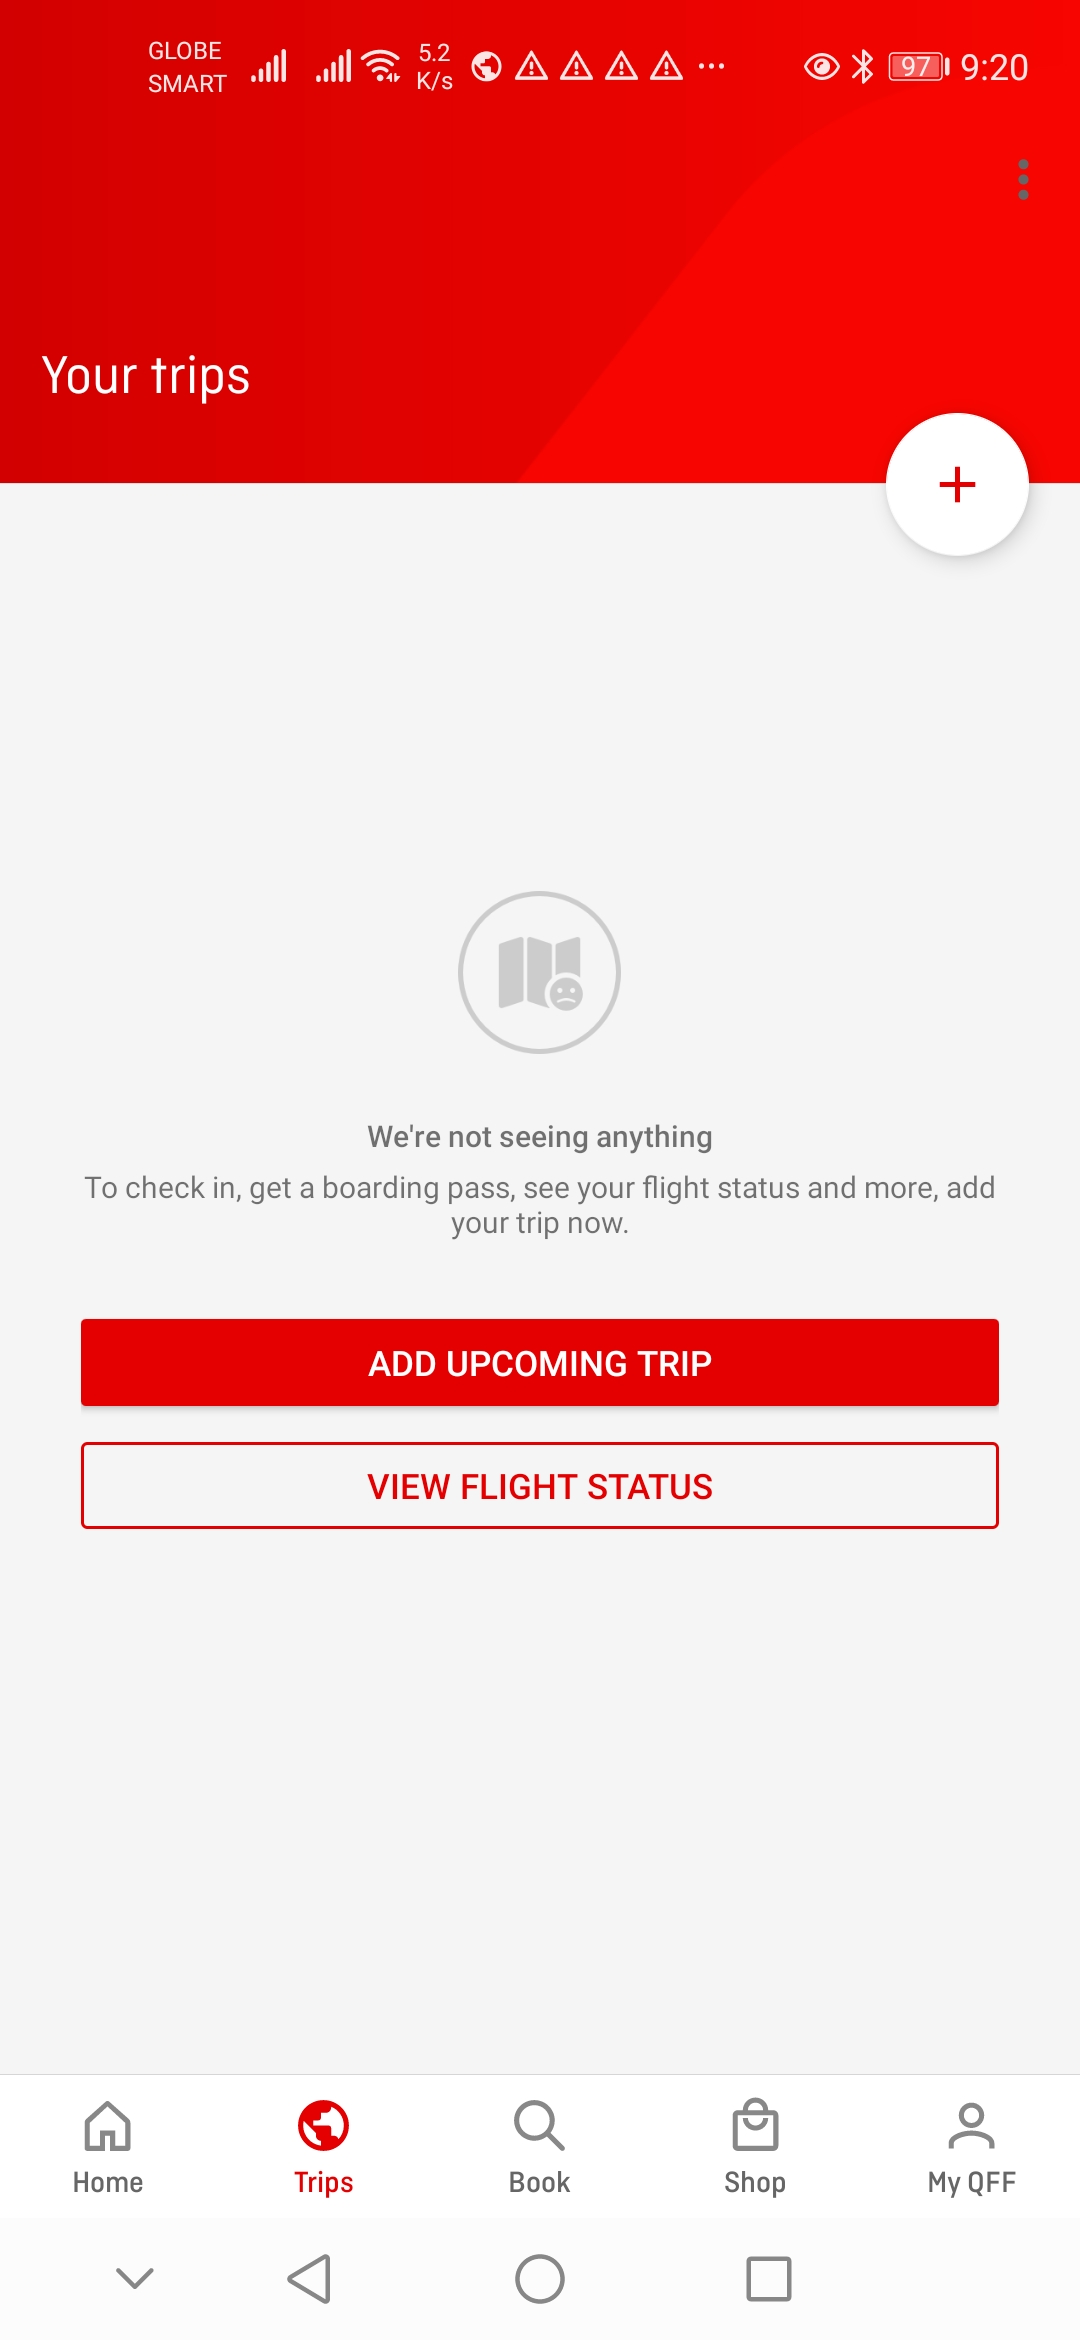 GLOBE
SMART
5.2
K/s
97
9:20
Your trips
We're not seeing anything
To check in, get a boarding pass, see your flight status and more, add
your trip now.
ADD UPCOMING TRIP
VIEW FLIGHT STATUS
Home
Trips
Book
Shop
My QFF